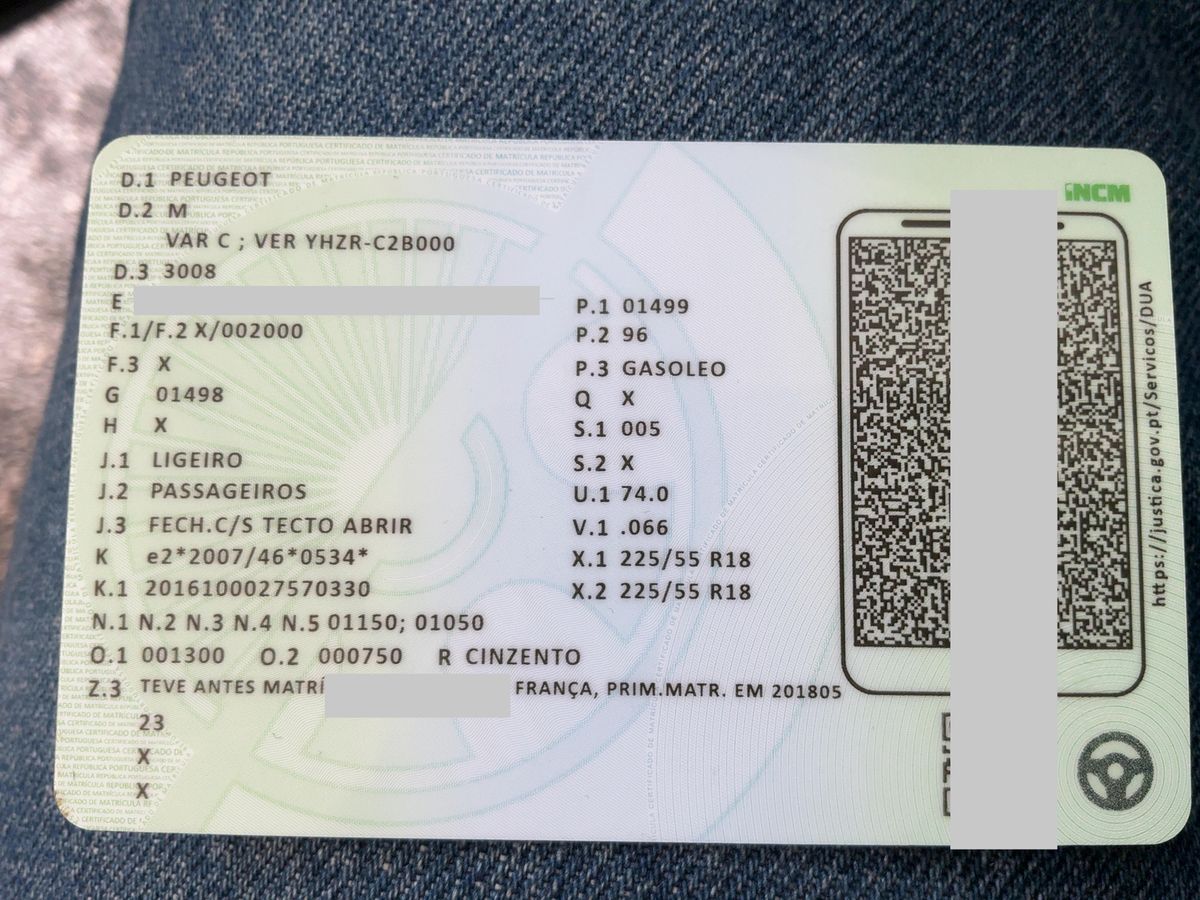 D.1 PEUGEOT
D.2 M
VAR C ; VER YHZR-C2B000
D.3 3008
E
F.1/F.2 X/002000
F.3 X
G 01498
H X
J.1 LIGEIRO
J.2 PASSAGEIROS
J.3 FECH.C/S TECTO ABRIR
K e2*2007/46*0534*
K.1 2016100027570330
N.1 N.2 N.3 N.4 N.5 01150; 01050
O.1 001300 O.2 000750 R CINZENTO
Z.3 TEVE ANTES MATRÍ FRANÇA, PRIM.MATR. EM 201805
23
X
X
P.1 01499
P.2 96
P.3 GASOLEO
Q X
S.1 005
S.2 X
U.1 74.0
V.1 .066
X.1 225/55 R18
X.2 225/55 R18
INCM
https://justica.gov.pt/Servicos/DUA